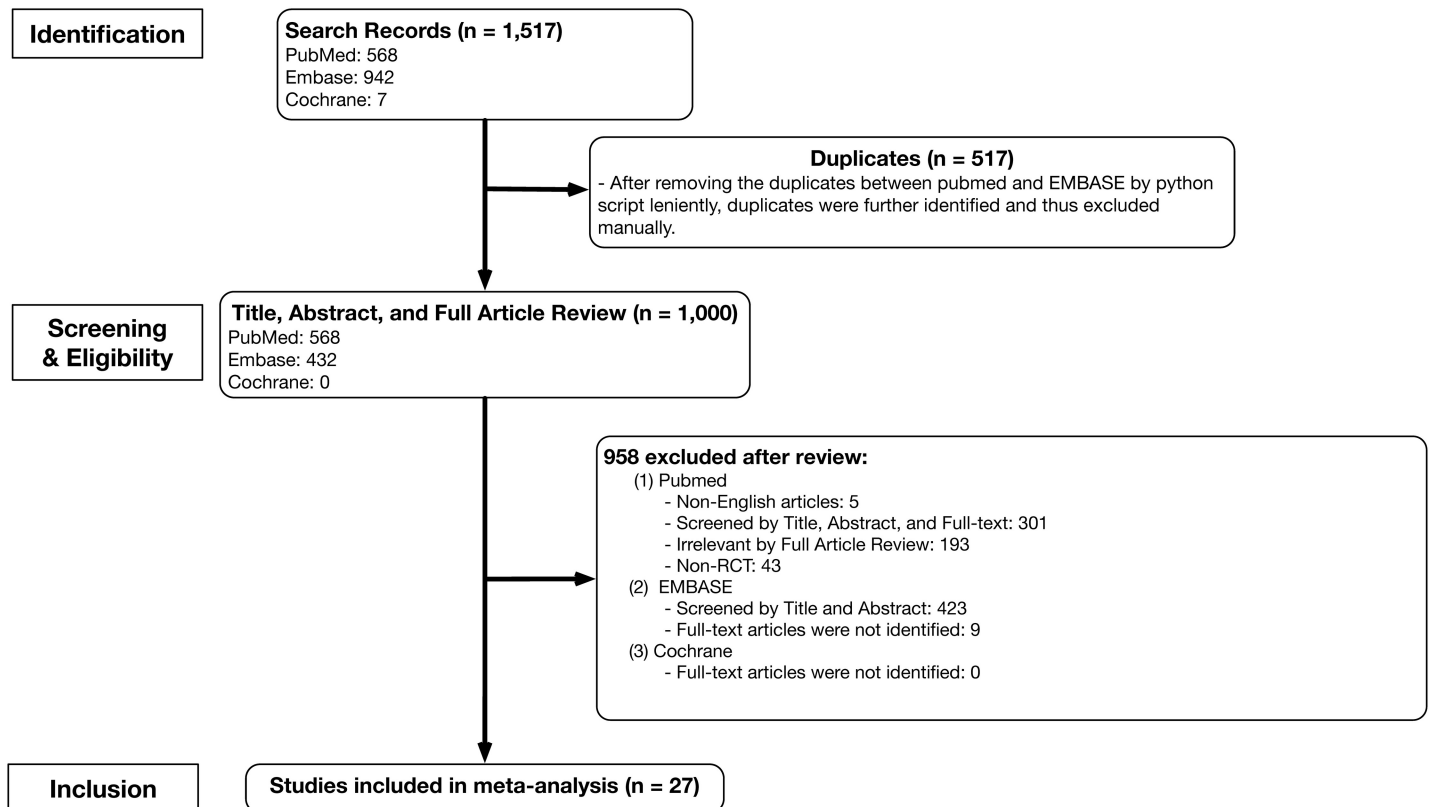 Identification
Search Records (n = 1,517)
PubMed: 568
Embase: 942
Cochrane: 7
Duplicates (n = 517)
- After removing the duplicates between pubmed and EMBASE by python
script leniently, duplicates were further identified and thus excluded
manually.
Screening
& Eligibility
Title, Abstract, and Full Article Review (n = 1,000)
PubMed: 568
Embase: 432
Cochrane: 0
958 excluded after review:
(1) Pubmed
- Non-English articles: 5
- Screened by Title, Abstract, and Full-text: 301
- Irrelevant by Full Article Review: 193
- Non-RCT: 43
(2) EMBASE
- Screened by Title and Abstract: 423
- Full-text articles were not identified: 9
(3) Cochrane
- Full-text articles were not identified: 0
Inclusion
Studies included in meta-analysis (n = 27)